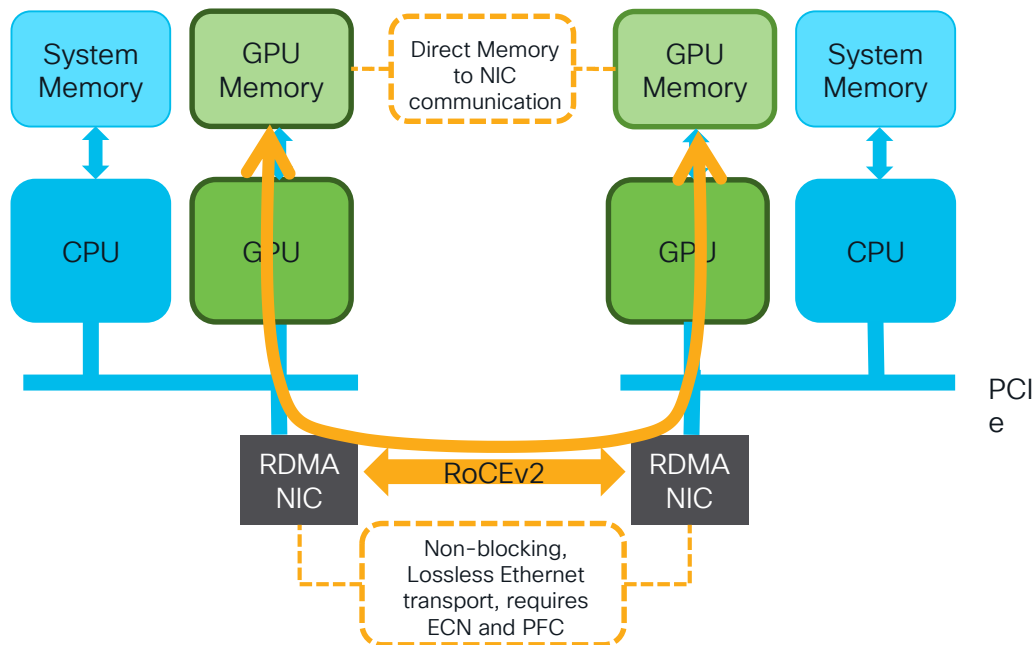 System
Memory
GPU
Memory
Direct Memory
to NIC
communication
GPU
Memory
System
Memory
CPU
GPU
GPU
CPU
PCI
e
RDMA
NIC
RoCEv2
RDMA
NIC
Non-blocking,
Lossless Ethernet
transport, requires
ECN and PFC